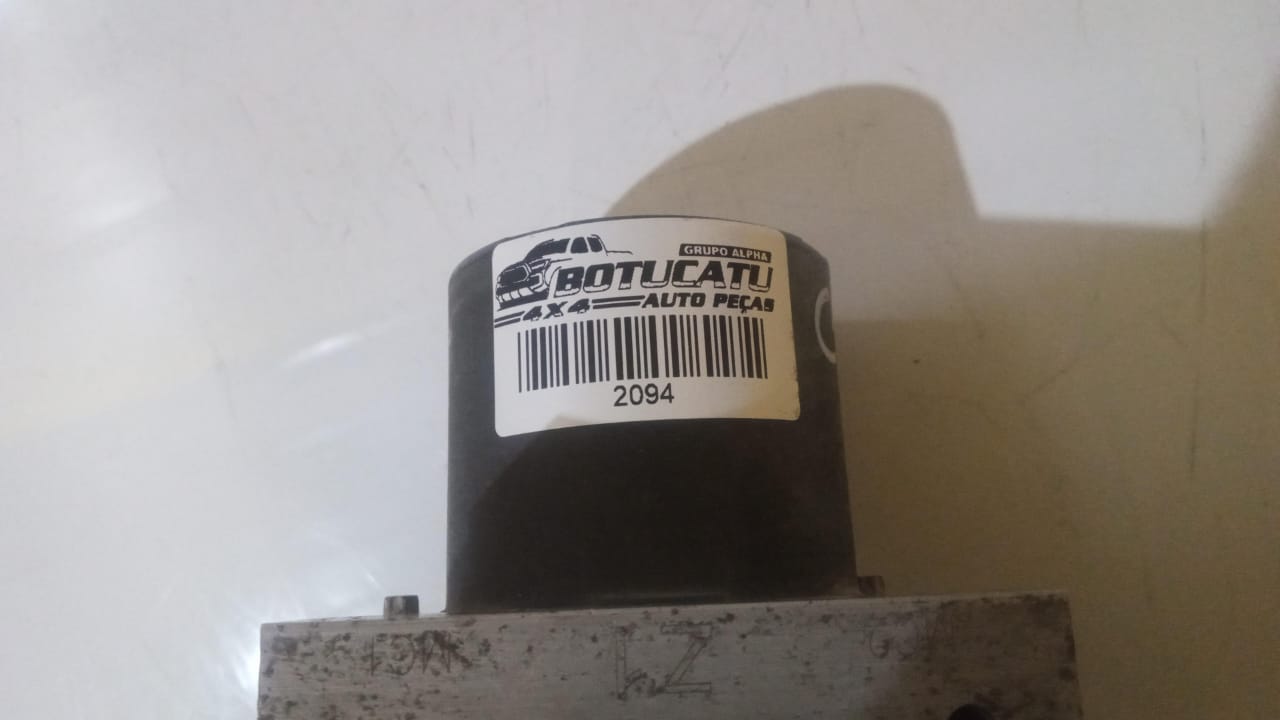 GRUPO ALPHA
BOTUCATU
4X4 AUTO PEÇAS
2094